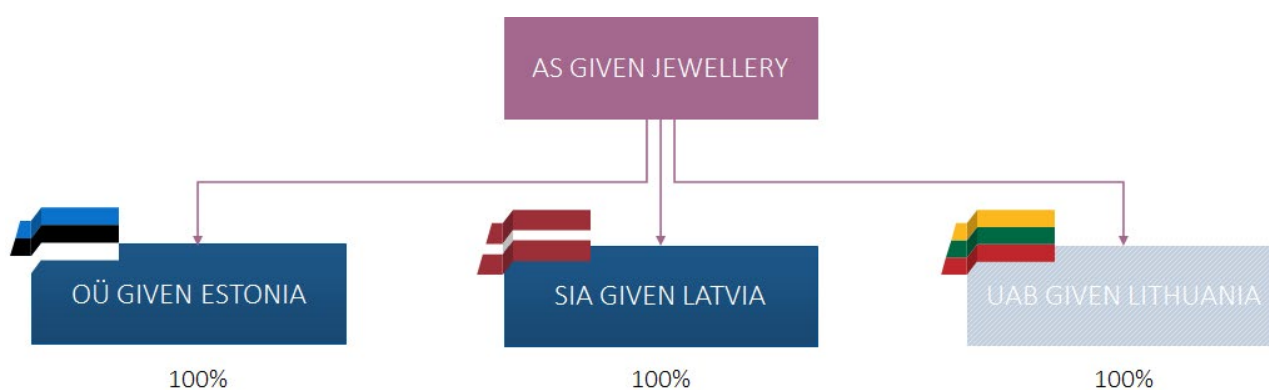 AS GIVEN JEWELLERY
OÜ GIVEN ESTONIA
SIA GIVEN LATVIA
UAB GIVEN LITHUANIA
100%
100%
100%